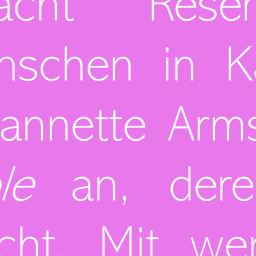 acht Reser
nschen in Ka
annette Arms
le an, dere
cht. Mit wer